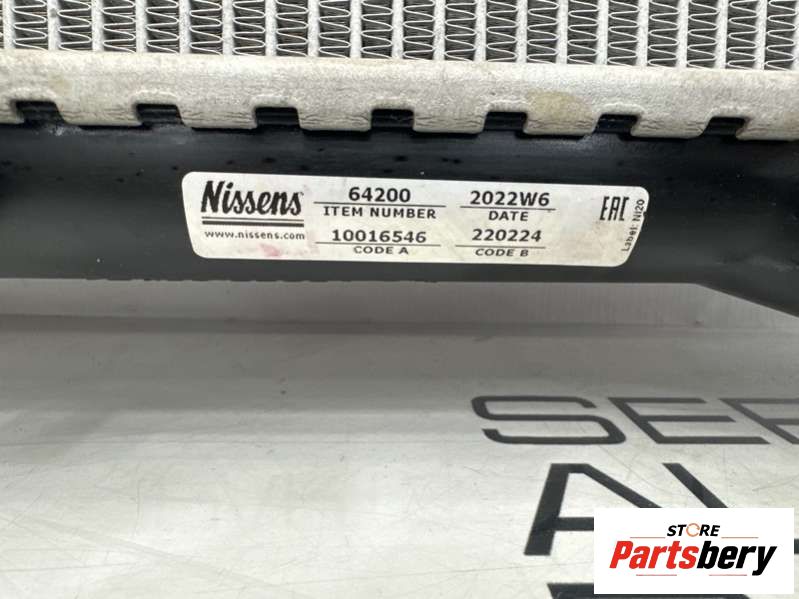 Nissens
www.nissens.com
64200
ITEM NUMBER
10016546
CODE A
2022W6
DATE
220224
CODE B
EAC
Label: NI20
STORE
Partsbery